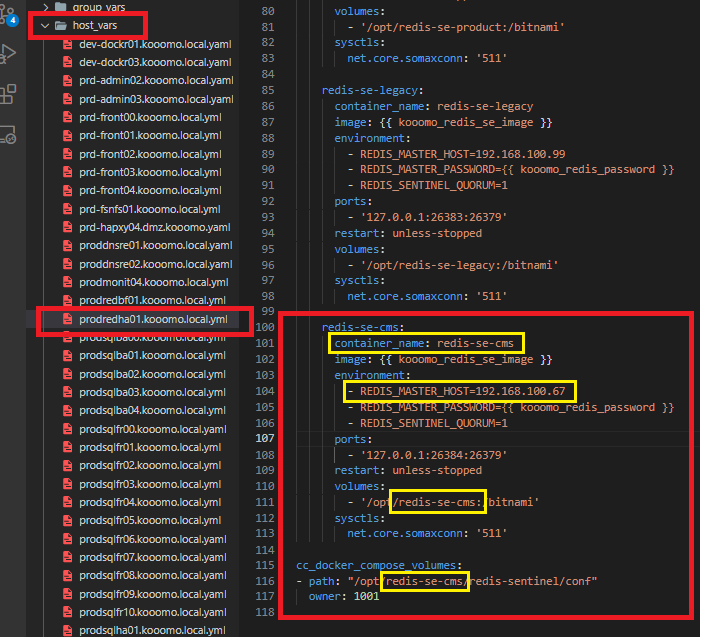 4
group_vars
host_vars
dev-dockr01.kooomo.local.yaml
dev-dockr03.kooomo.local.yaml
prd-admin02.kooomo.local.yaml
prd-admin03.kooomo.local.yaml
prd-front00.kooomo.local.yml
prd-front01.kooomo.local.yml
prd-front02.kooomo.local.yml
prd-front03.kooomo.local.yml
prd-front04.kooomo.local.yml
prd-fsnfs01.kooomo.local.yml
prd-hapxy04.dmz.kooomo.yaml
proddnsre01.kooomo.local.yaml
proddnsre02.kooomo.local.yaml
prodmonit04.kooomo.local.yml
prodredbf01.kooomo.local.yml
prodredha01.kooomo.local.yml
prodsqlba00.kooomo.local.yml
prodsqlba01.kooomo.local.yml
prodsqlba02.kooomo.local.yml
prodsqlba03.kooomo.local.yml
prodsqlba04.kooomo.local.yml
prodsqlfr00.kooomo.local.yaml
prodsqlfr01.kooomo.local.yml
prodsqlfr02.kooomo.local.yml
prodsqlfr03.kooomo.local.yml
prodsqlfr04.kooomo.local.yml
prodsqlfr05.kooomo.local.yml
prodsqlfr06.kooomo.local.yaml
prodsqlfr07.kooomo.local.yaml
prodsqlfr08.kooomo.local.yaml
prodsqlfr09.kooomo.local.yaml
prodsqlfr10.kooomo.local.yaml
prodsqlha01.kooomo.local.yml
80 volumes:
81 - '/opt/redis-se-product:/bitnami'
82 sysctls:
83 net.core.somaxconn: '511'
84
85 redis-se-legacy:
86 container_name: redis-se-legacy
87 image: {{ kooomo_redis_se_image }}
88 environment:
89 - REDIS_MASTER_HOST=192.168.100.99
90 - REDIS_MASTER_PASSWORD={{ kooomo_redis_password }}
91 - REDIS_SENTINEL_QUORUM=1
92 ports:
93 - '127.0.0.1:26383:26379'
94 restart: unless-stopped
95 volumes:
96 - '/opt/redis-se-legacy:/bitnami'
97 sysctls:
98 net.core.somaxconn: '511'
99
100 redis-se-cms:
101 container_name: redis-se-cms
102 image: {{ kooomo_redis_se_image }}
103 environment:
104 - REDIS_MASTER_HOST=192.168.100.67
105 - REDIS_MASTER_PASSWORD={{ kooomo_redis_password }}
106 - REDIS_SENTINEL_QUORUM=1
107 ports:
108 - '127.0.0.1:26384:26379'
109 restart: unless-stopped
110 volumes:
111 - '/opt/redis-se-cms:/bitnami'
112 sysctls:
113 net.core.somaxconn: '511'
114
115 cc_docker_compose_volumes:
116 - path: "/opt/redis-se-cms/redis-sentinel/conf"
117 owner: 1001
118